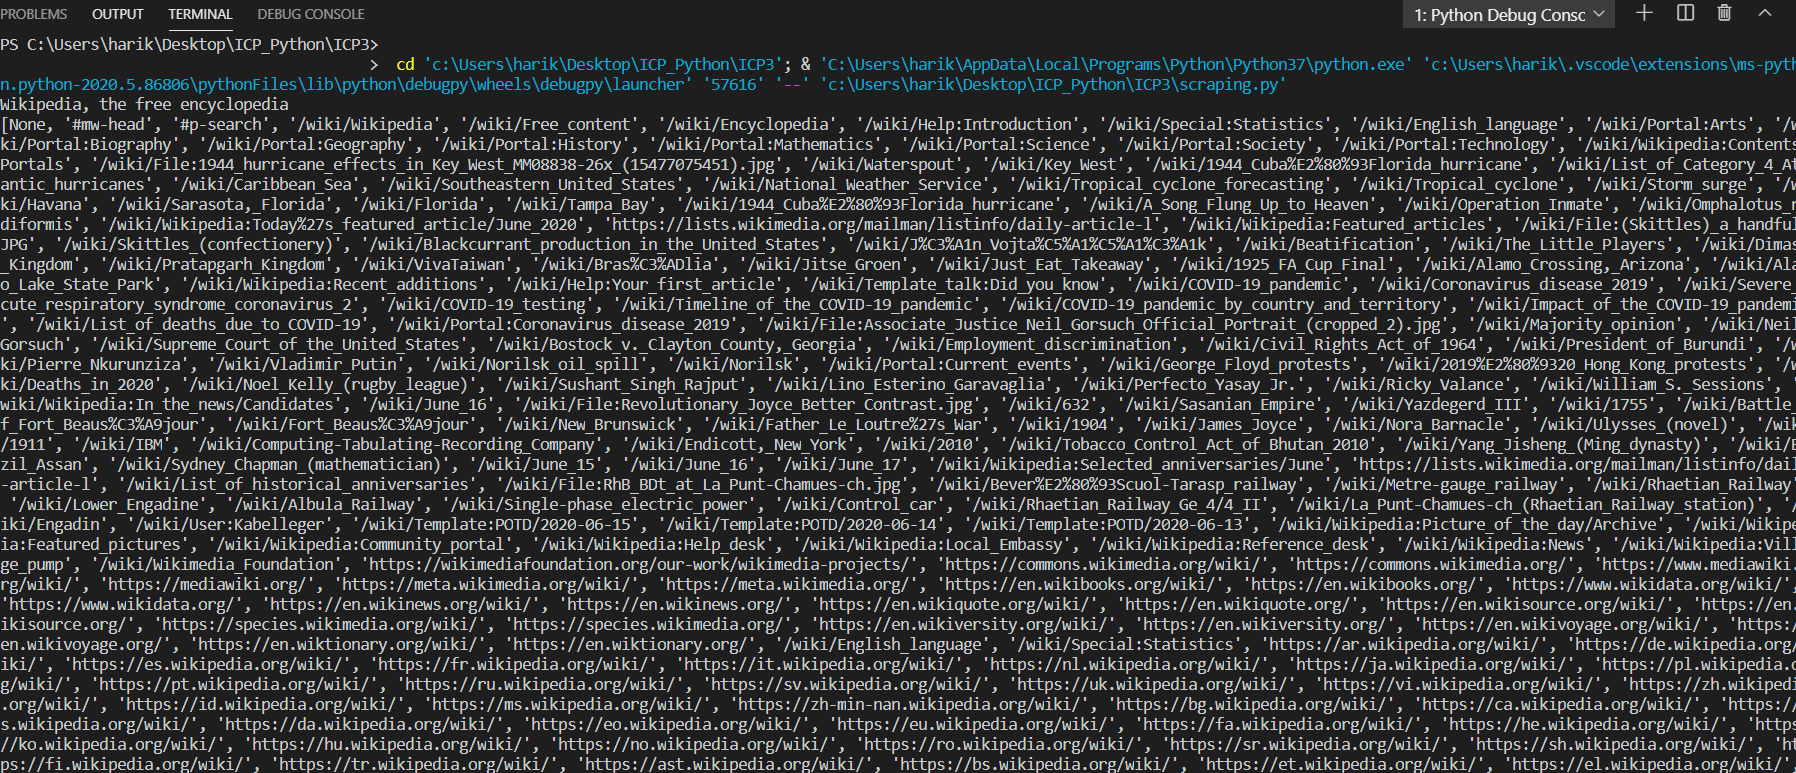 PROBLEMS OUTPUT TERMINAL DEBUG CONSOLE 1: Python Debug Consc
PS C:\Users\harik\Desktop\ICP_Python\ICP3>
> cd 'c:\Users\harik\Desktop\ICP_Python\ICP3'; & 'C:\Users\harik\AppData\Local\Programs\Python\Python37\python.exe' 'c:\Users\harik\.vscode\extensions\ms-pyth
n.python-2020.5.86806\pythonFiles\lib\python\debugpy\wheels\debugpy\launcher' '57616' '--' 'c:\Users\harik\Desktop\ICP_Python\ICP3\scraping.py'
Wikipedia, the free encyclopedia
[None, '#mw-head', '#p-search', '/wiki/Wikipedia', '/wiki/Free_content', '/wiki/Encyclopedia', '/wiki/Help:Introduction', '/wiki/Special:Statistics', '/wiki/English_language', '/wiki/Portal:Arts', '/w
ki/Portal:Biography', '/wiki/Portal:Geography', '/wiki/Portal:History', '/wiki/Portal:Mathematics', '/wiki/Portal:Science', '/wiki/Portal:Society', '/wiki/Portal:Technology', '/wiki/Wikipedia:Contents
Portals', '/wiki/File:1944_hurricane_effects_in_Key_West_MM08838-26x_(15477075451).jpg', '/wiki/Waterspout', '/wiki/Key_West', '/wiki/1944_Cuba%E2%80%93Florida_hurricane', '/wiki/List_of_Category_4_At
antic_hurricanes', '/wiki/Caribbean_Sea', '/wiki/Southeastern_United_States', '/wiki/National_Weather_Service', '/wiki/Tropical_cyclone_forecasting', '/wiki/Tropical_cyclone', '/wiki/Storm_surge', '/w
ki/Havana', '/wiki/Sarasota,_Florida', '/wiki/Florida', '/wiki/Tampa_Bay', '/wiki/1944_Cuba%E2%80%93Florida_hurricane', '/wiki/A_Song_Flung_Up_to_Heaven', '/wiki/Operation_Inmate', '/wiki/Omphalotus_n
diformis', '/wiki/Wikipedia:Today%27s_featured_article/June_2020', 'https://lists.wikimedia.org/mailman/listinfo/daily-article-l', '/wiki/Wikipedia:Featured_articles', '/wiki/File:(Skittles)_a_handful
JPG', '/wiki/Skittles_(confectionery)', '/wiki/Blackcurrant_production_in_the_United_States', '/wiki/J%C3%A1n_Vojta%C5%A1%C5%A1%C3%A1k', '/wiki/Beatification', '/wiki/The_Little_Players', '/wiki/Dimas
_Kingdom', '/wiki/Pratapgarh_Kingdom', '/wiki/VivaTaiwan', '/wiki/Bras%C3%ADlia', '/wiki/Jitse_Groen', '/wiki/Just_Eat_Takeaway', '/wiki/1925_FA_Cup_Final', '/wiki/Alamo_Crossing,_Arizona', '/wiki/Ala
o_Lake_State_Park', '/wiki/Wikipedia:Recent_additions', '/wiki/Help:Your_first_article', '/wiki/Template_talk:Did_you_know', '/wiki/COVID-19_pandemic', '/wiki/Coronavirus_disease_2019', '/wiki/Severe_
cute_respiratory_syndrome_coronavirus_2', '/wiki/COVID-19_testing', '/wiki/Timeline_of_the_COVID-19_pandemic', '/wiki/COVID-19_pandemic_by_country_and_territory', '/wiki/Impact_of_the_COVID-19_pandemi
', '/wiki/List_of_deaths_due_to_COVID-19', '/wiki/Portal:Coronavirus_disease_2019', '/wiki/File:Associate_Justice_Neil_Gorsuch_Official_Portrait_(cropped_2).jpg', '/wiki/Majority_opinion', '/wiki/Neil
Gorsuch', '/wiki/Supreme_Court_of_the_United_States', '/wiki/Bostock_v._Clayton_County,_Georgia', '/wiki/Employment_discrimination', '/wiki/Civil_Rights_Act_of_1964', '/wiki/President_of_Burundi', '/w
ki/Pierre_Nkurunziza', '/wiki/Vladimir_Putin', '/wiki/Norilsk_oil_spill', '/wiki/Norilsk', '/wiki/Portal:Current_events', '/wiki/George_Floyd_protests', '/wiki/2019%E2%80%9320_Hong_Kong_protests', '/w
ki/Deaths_in_2020', '/wiki/Noel_Kelly_(rugby_league)', '/wiki/Sushant_Singh_Rajput', '/wiki/Lino_Esterino_Garavaglia', '/wiki/Perfecto_Yasay_Jr.', '/wiki/Ricky_Valance', '/wiki/William_S._Sessions', '
wiki/Wikipedia:In_the_news/Candidates', '/wiki/June_16', '/wiki/File:Revolutionary_Joyce_Better_Contrast.jpg', '/wiki/632', '/wiki/Sasanian_Empire', '/wiki/Yazdegerd_III', '/wiki/1755', '/wiki/Battle_
f_Fort_Beaus%C3%A9jour', '/wiki/Fort_Beaus%C3%A9jour', '/wiki/New_Brunswick', '/wiki/Father_Le_Loutre%27s_War', '/wiki/1904', '/wiki/James_Joyce', '/wiki/Nora_Barnacle', '/wiki/Ulysses_(novel)', '/wik
/1911', '/wiki/IBM', '/wiki/Computing-Tabulating-Recording_Company', '/wiki/Endicott,_New_York', '/wiki/2010', '/wiki/Tobacco_Control_Act_of_Bhutan_2010', '/wiki/Yang_Jisheng_(Ming_dynasty)', '/wiki/E
zil_Assan', '/wiki/Sydney_Chapman_(mathematician)', '/wiki/June_15', '/wiki/June_16', '/wiki/June_17', '/wiki/Wikipedia:Selected_anniversaries/June', 'https://lists.wikimedia.org/mailman/listinfo/dail
-article-l', '/wiki/List_of_historical_anniversaries', '/wiki/File:RhB_BDt_at_La_Punt-Chamues-ch.jpg', '/wiki/Bever%E2%80%93Scuol-Tarasp_railway', '/wiki/Metre-gauge_railway', '/wiki/Rhaetian_Railway'
'/wiki/Lower_Engadine', '/wiki/Albula_Railway', '/wiki/Single-phase_electric_power', '/wiki/Control_car', '/wiki/Rhaetian_Railway_Ge_4/4_II', '/wiki/La_Punt-Chamues-ch_(Rhaetian_Railway_station)', '/
iki/Engadin', '/wiki/User:Kabelleger', '/wiki/Template:POTD/2020-06-15', '/wiki/Template:POTD/2020-06-14', '/wiki/Template:POTD/2020-06-13', '/wiki/Wikipedia:Picture_of_the_day/Archive', '/wiki/Wikipe
ia:Featured_pictures', '/wiki/Wikipedia:Community_portal', '/wiki/Wikipedia:Help_desk', '/wiki/Wikipedia:Local_Embassy', '/wiki/Wikipedia:Reference_desk', '/wiki/Wikipedia:News', '/wiki/Wikipedia:Vill
ge_pump', '/wiki/Wikimedia_Foundation', 'https://wikimediafoundation.org/our-work/wikimedia-projects/', 'https://commons.wikimedia.org/wiki/', 'https://commons.wikimedia.org/', 'https://www.mediawiki.
rg/wiki/', 'https://mediawiki.org/', 'https://meta.wikimedia.org/wiki/', 'https://meta.wikimedia.org/', 'https://en.wikibooks.org/wiki/', 'https://en.wikibooks.org/', 'https://www.wikidata.org/wiki/',
'https://www.wikidata.org/', 'https://en.wikinews.org/wiki/', 'https://en.wikinews.org/', 'https://en.wikiquote.org/wiki/', 'https://en.wikiquote.org/', 'https://en.wikisource.org/wiki/', 'https://en.
ikisource.org/', 'https://species.wikimedia.org/wiki/', 'https://species.wikimedia.org/', 'https://en.wikiversity.org/wiki/', 'https://en.wikiversity.org/', 'https://en.wikivoyage.org/wiki/', 'https:/
en.wikivoyage.org/', 'https://en.wiktionary.org/wiki/', 'https://en.wiktionary.org/', '/wiki/English_language', '/wiki/Special:Statistics', 'https://ar.wikipedia.org/wiki/', 'https://de.wikipedia.org/
iki/', 'https://es.wikipedia.org/wiki/', 'https://fr.wikipedia.org/wiki/', 'https://it.wikipedia.org/wiki/', 'https://nl.wikipedia.org/wiki/', 'https://ja.wikipedia.org/wiki/', 'https://pl.wikipedia.o
g/wiki/', 'https://pt.wikipedia.org/wiki/', 'https://ru.wikipedia.org/wiki/', 'https://sv.wikipedia.org/wiki/', 'https://uk.wikipedia.org/wiki/', 'https://vi.wikipedia.org/wiki/', 'https://zh.wikipedi
.org/wiki/', 'https://id.wikipedia.org/wiki/', 'https://ms.wikipedia.org/wiki/', 'https://zh-min-nan.wikipedia.org/wiki/', 'https://bg.wikipedia.org/wiki/', 'https://ca.wikipedia.org/wiki/', 'https://
s.wikipedia.org/wiki/', 'https://da.wikipedia.org/wiki/', 'https://eo.wikipedia.org/wiki/', 'https://eu.wikipedia.org/wiki/', 'https://fa.wikipedia.org/wiki/', 'https://he.wikipedia.org/wiki/', 'https
//ko.wikipedia.org/wiki/', 'https://hu.wikipedia.org/wiki/', 'https://no.wikipedia.org/wiki/', 'https://ro.wikipedia.org/wiki/', 'https://sr.wikipedia.org/wiki/', 'https://sh.wikipedia.org/wiki/', 'ht
ps://fi.wikipedia.org/wiki/', 'https://tr.wikipedia.org/wiki/', 'https://ast.wikipedia.org/wiki/', 'https://bs.wikipedia.org/wiki/', 'https://et.wikipedia.org/wiki/', 'https://el.wikipedia.org/wiki/',